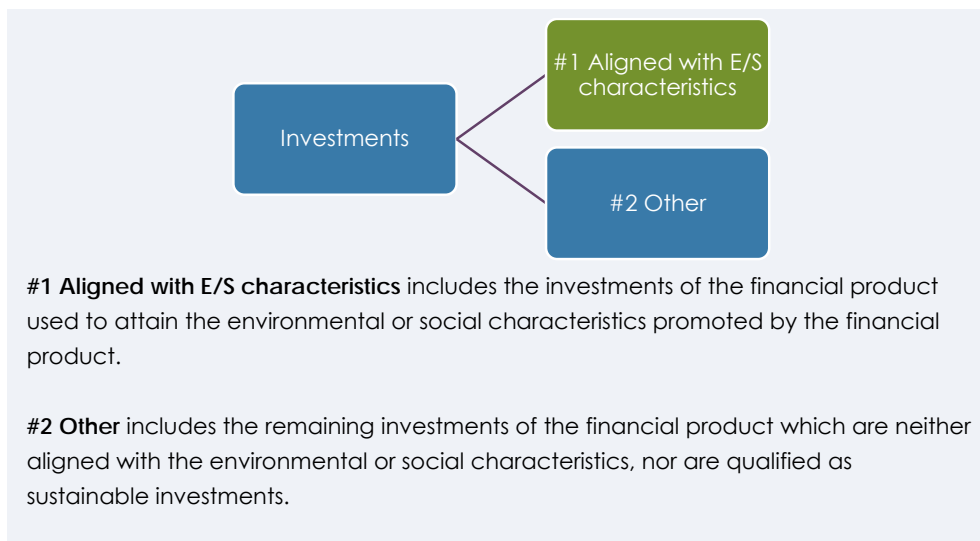 #1 Aligned with E/S
characteristics
Investments
#2 Other
#1 Aligned with E/S characteristics includes the investments of the financial product
used to attain the environmental or social characteristics promoted by the financial
product.
#2 Other includes the remaining investments of the financial product which are neither
aligned with the environmental or social characteristics, nor are qualified as
sustainable investments.